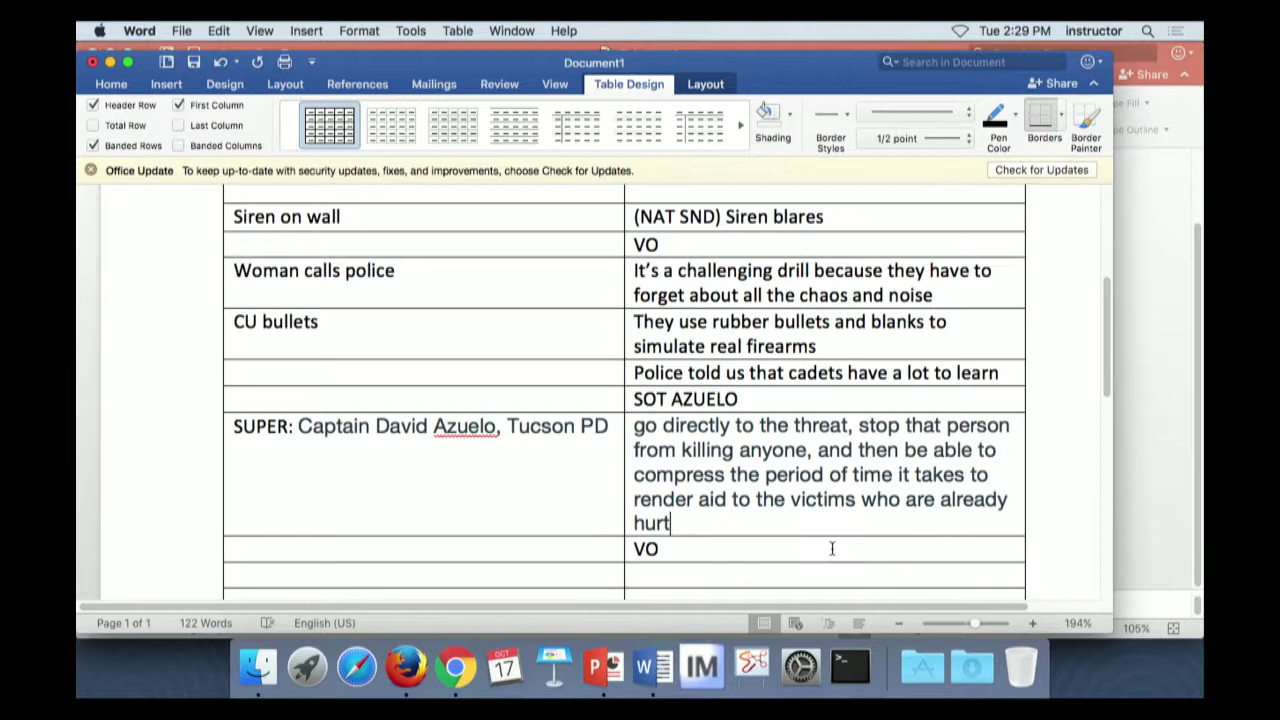 Word File Edit View Insert Format Tools Table Window Help Tue 2:29 PM instructor
Document1
Search in Document
Share
Home Insert Design Layout References Mailings Review View Table Design Layout Share
Header Row First Column
Total Row Last Column
Banded Rows Banded Columns
Shading
Border Styles
1/2 point
Pen Color
Borders
Border Painter
Office Update To keep up-to-date with security updates, fixes, and improvements, choose Check for Updates. Check for Updates
Siren on wall
(NAT SND) Siren blares
VO
Woman calls police
It's a challenging drill because they have to
forget about all the chaos and noise
CU bullets
They use rubber bullets and blanks to
simulate real firearms
Police told us that cadets have a lot to learn
SOT AZUELO
SUPER: Captain David Azuelo, Tucson PD
go directly to the threat, stop that person
from killing anyone, and then be able to
compress the period of time it takes to
render aid to the victims who are already
hurt
VO
Page 1 of 1 122 Words English (US) 194%
105%
OCT
17
P
W
IM